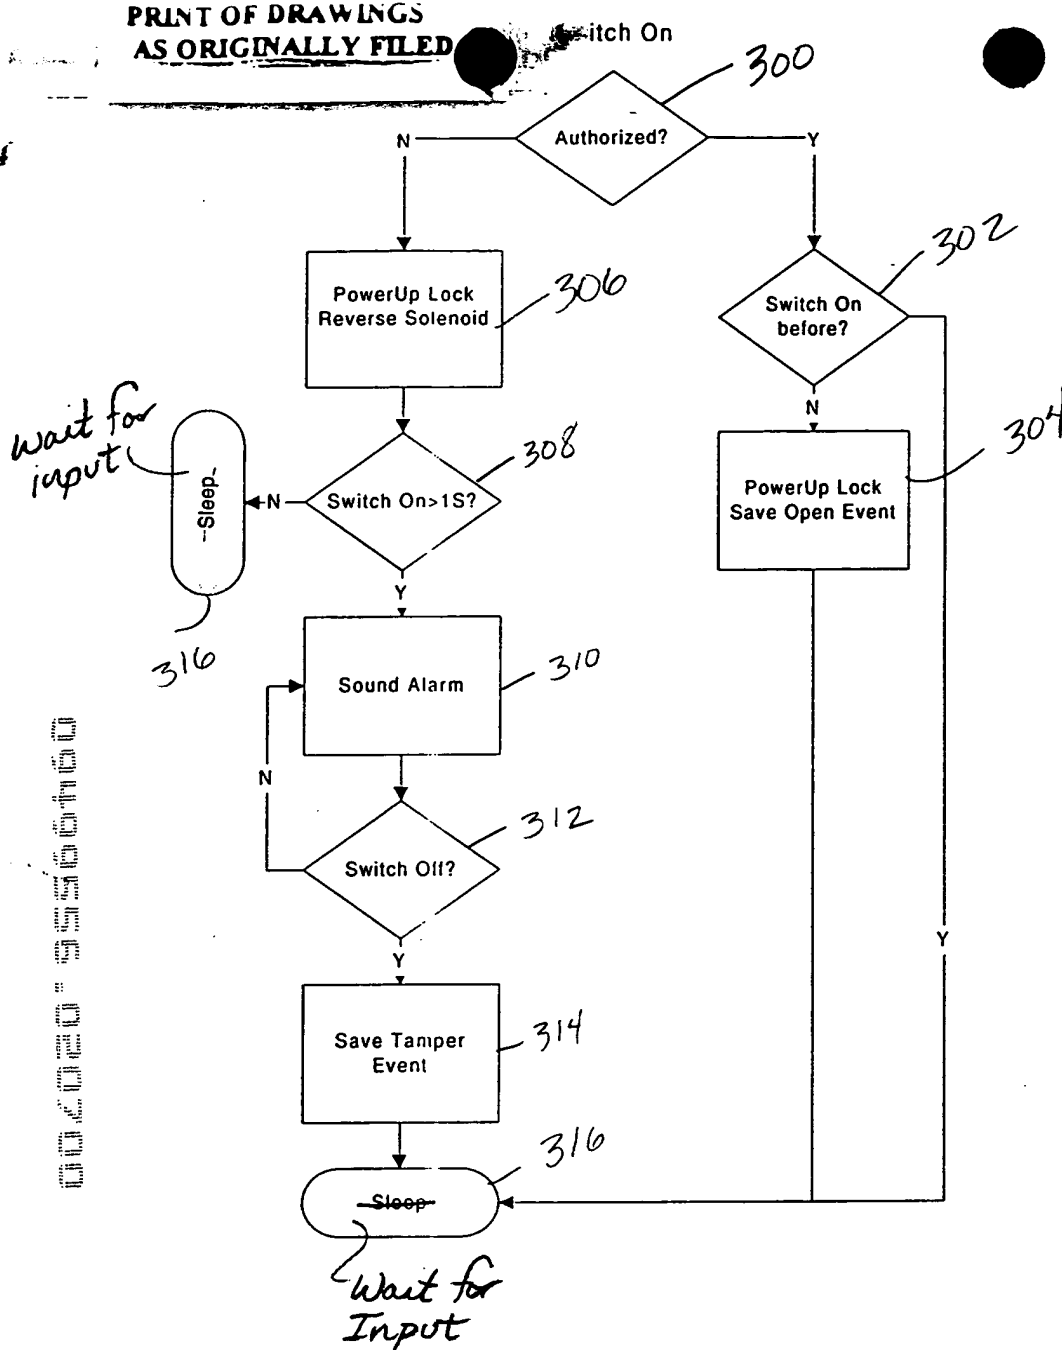 PRINT OF DRAWINGS
AS ORIGINALLY FILED
itch On
300
Authorized?
N
Y
302
Switch On
before?
306
PowerUp Lock
Reverse Solenoid
N
304
PowerUp Lock
Save Open Event
Wait for
input
Sleep
N
308
Switch On>1S?
Y
316
310
Sound Alarm
N
312
Switch Off?
Y
Y
314
Save Tamper
Event
316
Sleep
Wait for
Input
09499556.020700